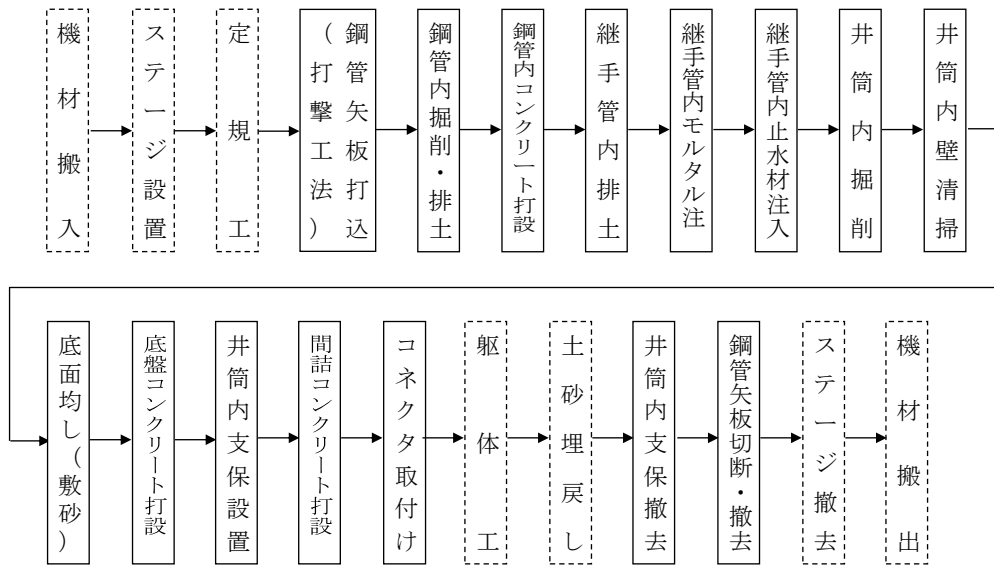 機材搬入
ステージ設置
定規工
鋼管矢板打込
(打撃工法)
鋼管内掘削・排土
鋼管内コンクリート打設
継手管内排土
継手管内モルタル注
継手管内止水材注入
井筒内掘削
井筒内壁清掃
底面均し(敷砂)
底盤コンクリート打設
井筒内支保設置
間詰コンクリート打設
コネクタ取付け
躯体工
土砂埋戻し
井筒内支保撤去
鋼管矢板切断・撤去
ステージ撤去
機材搬出